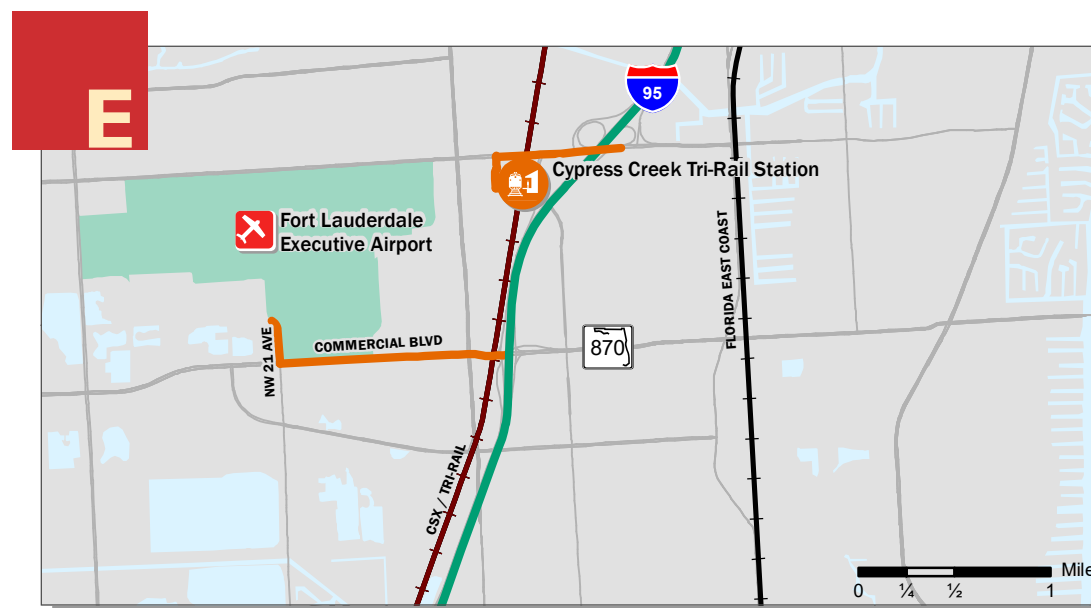 E
95
Cypress Creek Tri-Rail Station
Fort Lauderdale
Executive Airport
FLORIDA EAST COAST
NW 21 AVE
COMMERCIAL BLVD
870
CSX / TRI-RAIL
Mile
0 ¼ ½ 1